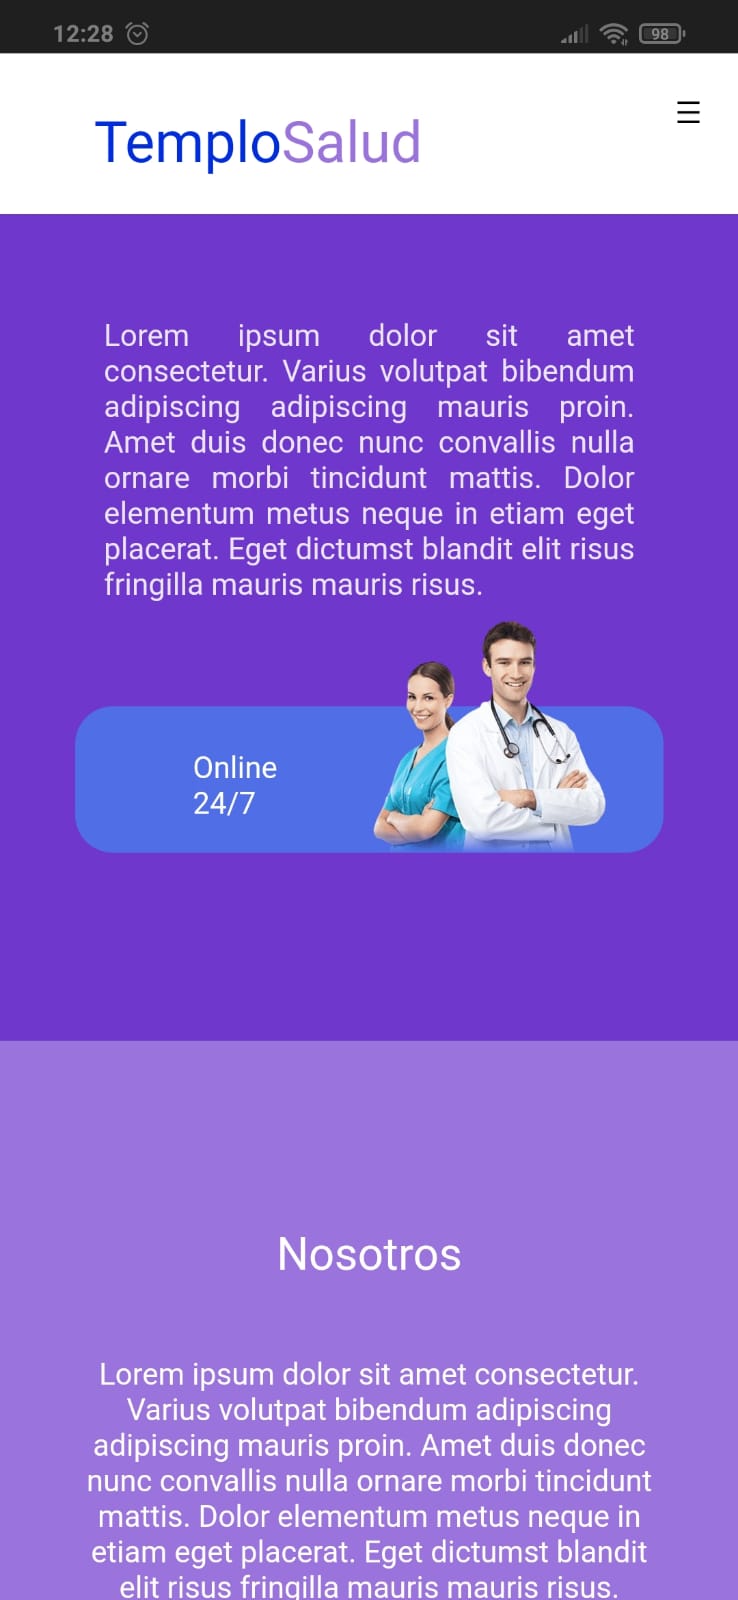 12:28
98
TemploSalud
Lorem ipsum dolor sit amet
consectetur. Varius volutpat bibendum
adipiscing adipiscing mauris proin.
Amet duis donec nunc convallis nulla
ornare morbi tincidunt mattis. Dolor
elementum metus neque in etiam eget
placerat. Eget dictumst blandit elit risus
fringilla mauris mauris risus.
Online
24/7
Nosotros
Lorem ipsum dolor sit amet consectetur.
Varius volutpat bibendum adipiscing
adipiscing mauris proin. Amet duis donec
nunc convallis nulla ornare morbi tincidunt
mattis. Dolor elementum metus neque in
etiam eget placerat. Eget dictumst blandit
elit risus fringilla mauris mauris risus.